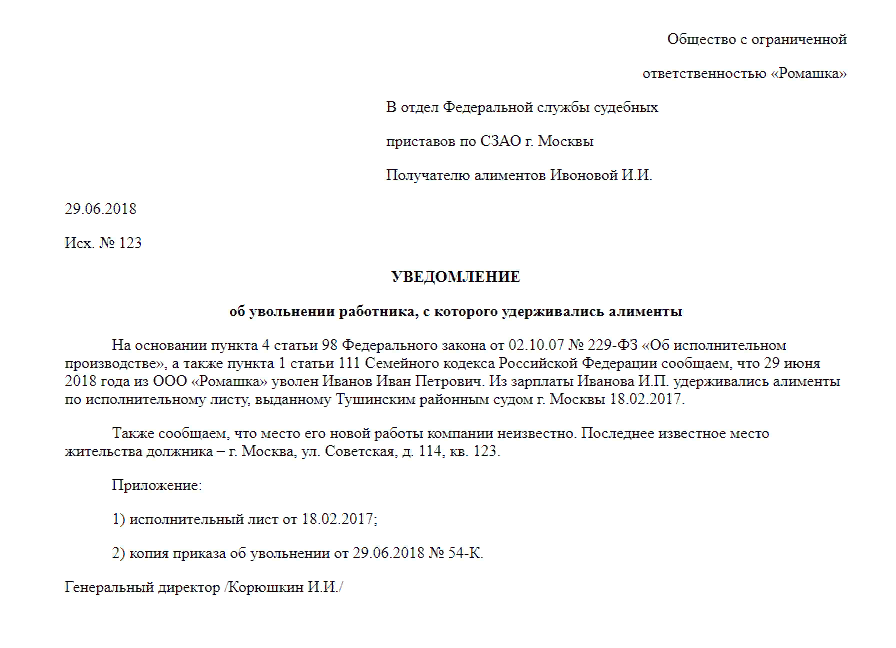 Общество с ограниченной
ответственностью «Ромашка»
В отдел Федеральной службы судебных
приставов по СЗАО г. Москвы
Получателю алиментов Ивоновой И.И.
29.06.2018
Исх. № 123
УВЕДОМЛЕНИЕ
об увольнении работника, с которого удерживались алименты
На основании пункта 4 статьи 98 Федерального закона от 02.10.07 № 229-ФЗ «Об исполнительном
производстве», а также пункта 1 статьи 111 Семейного кодекса Российской Федерации сообщаем, что 29 июня
2018 года из ООО «Ромашка» уволен Иванов Иван Петрович. Из зарплаты Иванова И.П. удерживались алименты
по исполнительному листу, выданному Тушинским районным судом г. Москвы 18.02.2017.
Также сообщаем, что место его новой работы компании неизвестно. Последнее известное место
жительства должника – г. Москва, ул. Советская, д. 114, кв. 123.
Приложение:
1) исполнительный лист от 18.02.2017;
2) копия приказа об увольнении от 29.06.2018 № 54-К.
Генеральный директор /Корюшкин И.И./